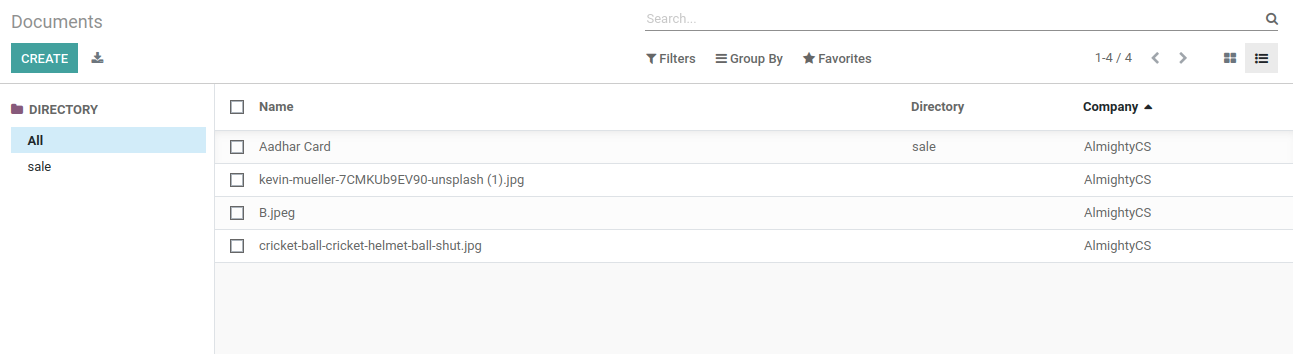 Documents
Search...
CREATE
Filters Group By Favorites 1-4 / 4
DIRECTORY
All
sale
Name Directory Company
Aadhar Card sale AlmightyCS
kevin-mueller-7CMKUb9EV90-unsplash (1).jpg AlmightyCS
B.jpeg AlmightyCS
cricket-ball-cricket-helmet-ball-shut.jpg AlmightyCS